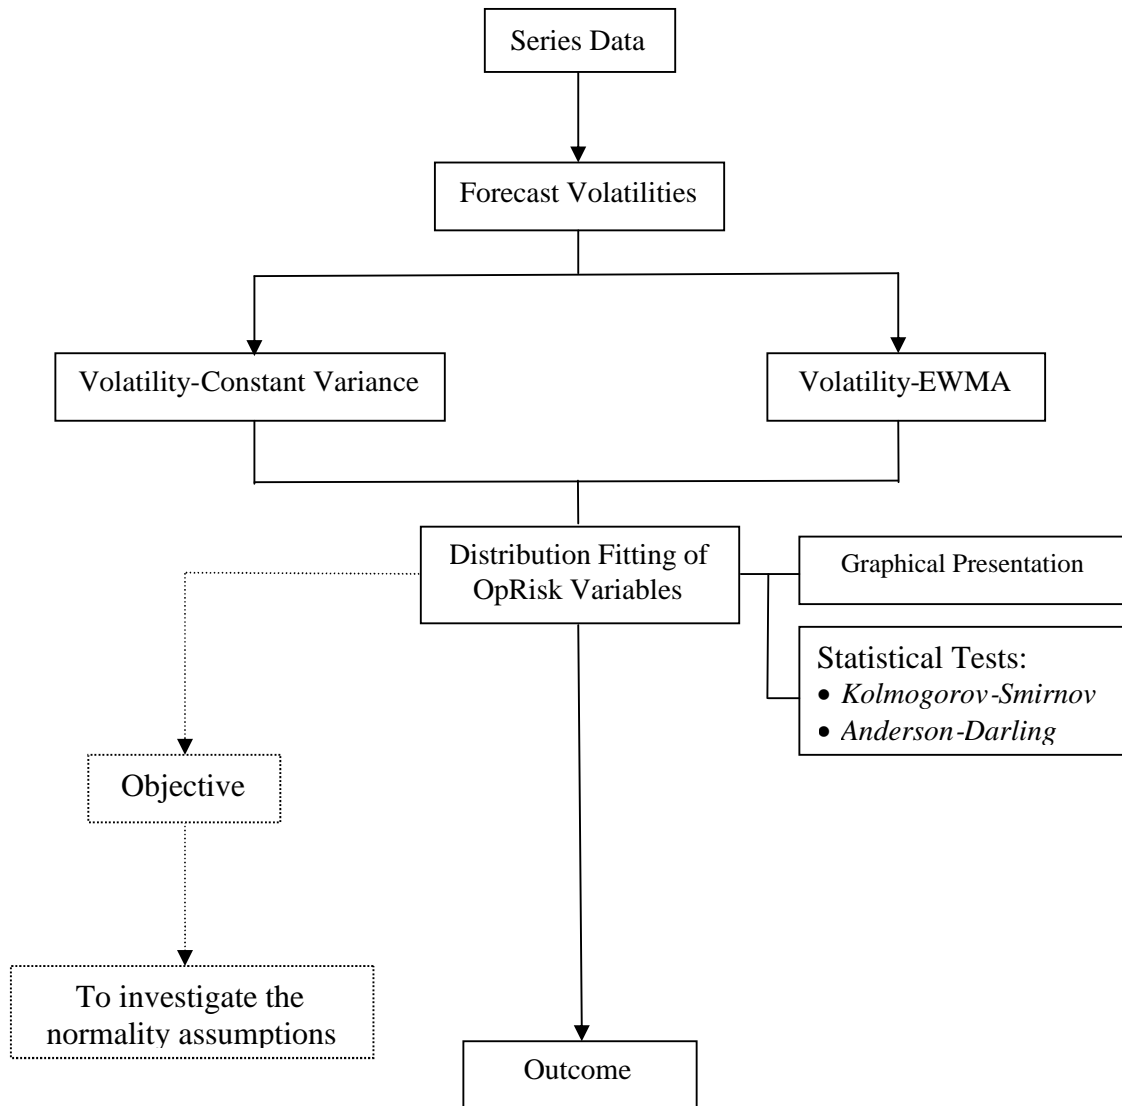 Series Data
Forecast Volatilities
Volatility-Constant Variance
Volatility-EWMA
Distribution Fitting of
OpRisk Variables
Graphical Presentation
Statistical Tests:
• Kolmogorov-Smirnov
• Anderson-Darling
Objective
To investigate the
normality assumptions
Outcome